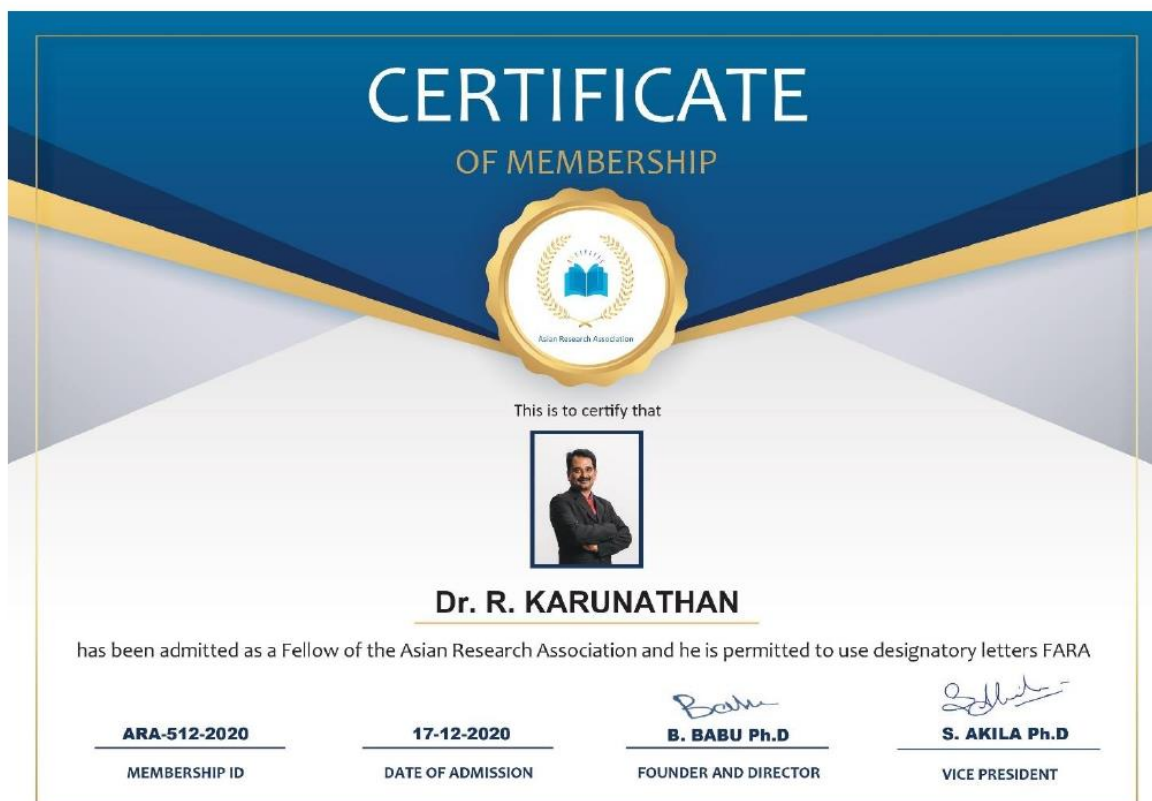 CERTIFICATE
OF MEMBERSHIP
Asian Research Association
This is to certify that
Dr. R. KARUNATHAN
has been admitted as a Fellow of the Asian Research Association and he is permitted to use designatory letters FARA
Babu
ARA-512-2020
17-12-2020
B. BABU Ph.D
S. AKILA Ph.D
MEMBERSHIP ID
DATE OF ADMISSION
FOUNDER AND DIRECTOR
VICE PRESIDENT